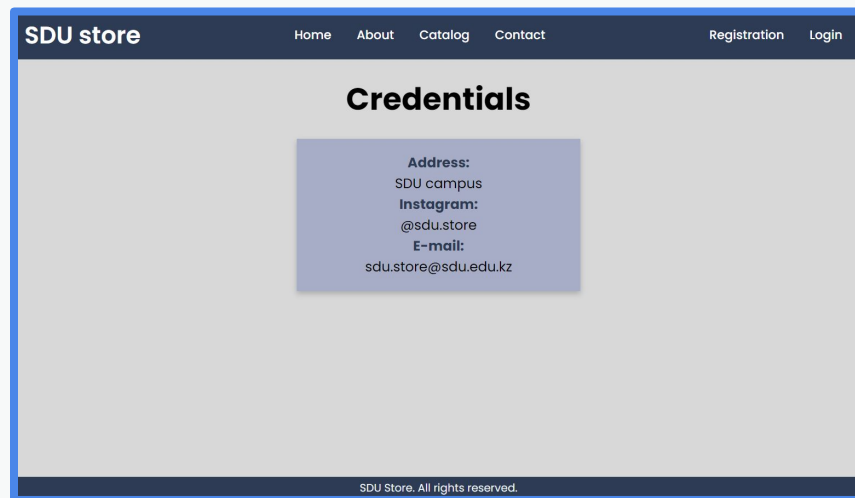 SDU store Home About Catalog Contact Registration Login
Credentials
Address:
SDU campus
Instagram:
@sdu.store
E-mail:
sdu.store@sdu.edu.kz
SDU Store. All rights reserved.